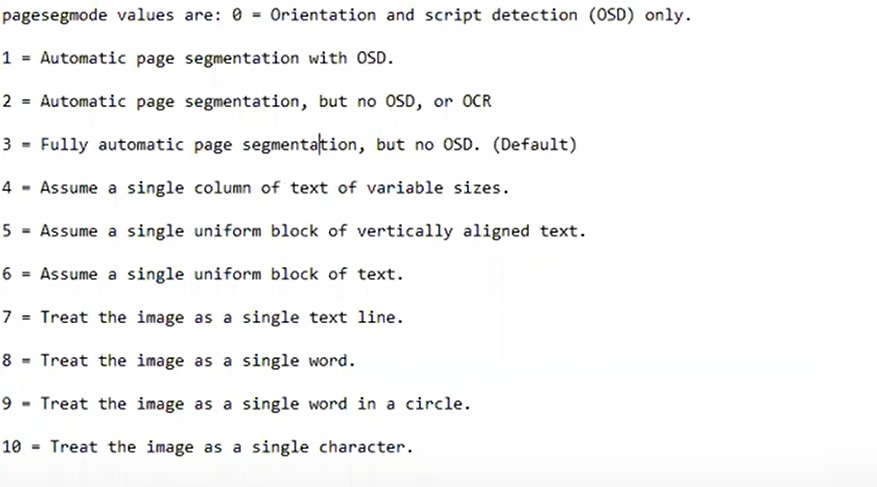 pagesegmode values are: 0 = Orientation and script detection (OSD) only.
1 = Automatic page segmentation with OSD.
2 = Automatic page segmentation, but no OSD, or OCR
3 = Fully automatic page segmentation, but no OSD. (Default)
4 = Assume a single column of text of variable sizes.
5 = Assume a single uniform block of vertically aligned text.
6 = Assume a single uniform block of text.
7 = Treat the image as a single text line.
8 = Treat the image as a single word.
9 = Treat the image as a single word in a circle.
10 = Treat the image as a single character.